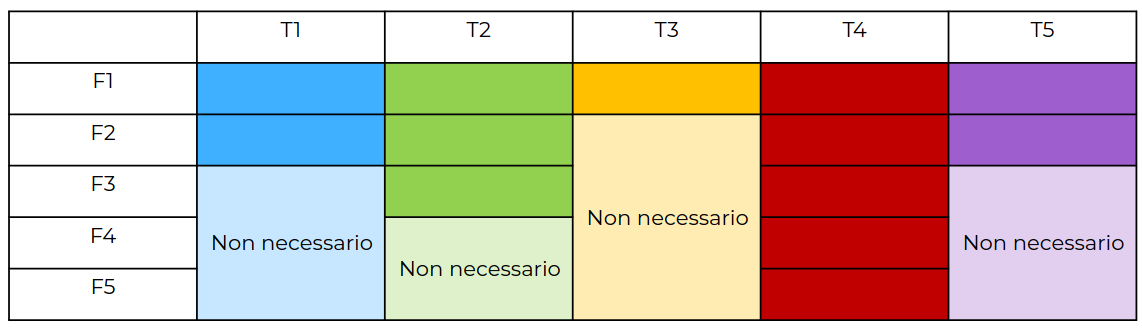 T1 T2 T3 T4 T5
F1
F2
F3
Non necessario
F4
Non necessario Non necessario
Non necessario
F5